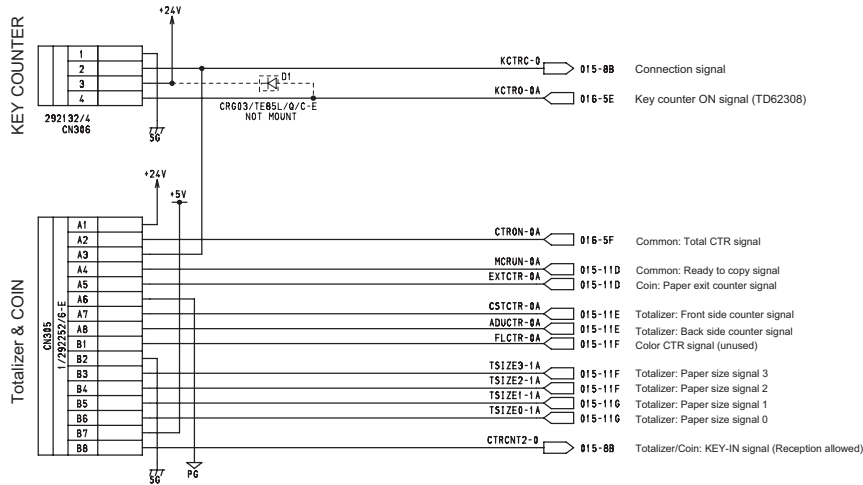 KEY COUNTER
+24V
1
2
3
4
292132/4
CN306
SG
D1
CRG03/TE85L/Q/C-E
NOT MOUNT
KCTRC-0
015-8B
Connection signal
KCTRO-0A
016-5E
Key counter ON signal (TD62308)
Totalizer & COIN
+24V
+5V
CN305
1/292252/6-E
A1
A2
A3
A4
A5
A6
A7
A8
B1
B2
B3
B4
B5
B6
B7
B8
SG
PG
CTRON-0A
016-5F
Common: Total CTR signal
MCRUN-0A
015-11D
Common: Ready to copy signal
EXTCTR-0A
015-11D
Coin: Paper exit counter signal
CSTCTR-0A
015-11E
Totalizer: Front side counter signal
ADUCTR-0A
015-11E
Totalizer: Back side counter signal
FLCTR-0A
015-11F
Color CTR signal (unused)
TSIZE3-1A
015-11F
Totalizer: Paper size signal 3
TSIZE2-1A
015-11F
Totalizer: Paper size signal 2
TSIZE1-1A
015-11G
Totalizer: Paper size signal 1
TSIZE0-1A
015-11G
Totalizer: Paper size signal 0
CTRCNT2-0
015-8B
Totalizer/Coin: KEY-IN signal (Reception allowed)